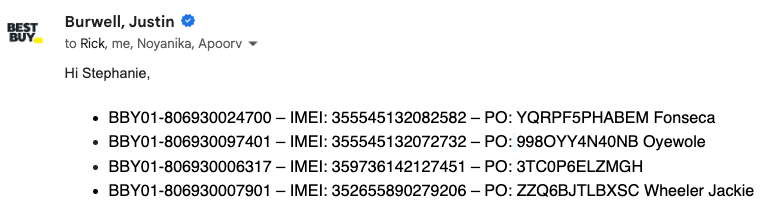 BEST
BUY
Burwell, Justin
to Rick, me, Noyanika, Apoorv
Hi Stephanie,
• BBY01-806930024700 – IMEI: 355545132082582 – PO: YQRPF5PHABEM Fonseca
• BBY01-806930097401 – IMEI: 355545132072732 – PO: 998OYY4N40NB Oyewole
• BBY01-806930006317 – IMEI: 359736142127451 – PO: 3TC0P6ELZMGH
• BBY01-806930007901 – IMEI: 352655890279206 – PO: ZZQ6BJTLBXSC Wheeler Jackie